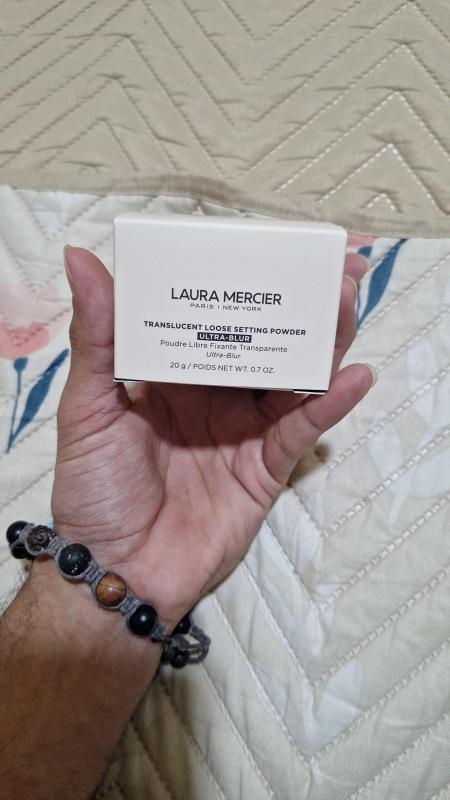 LAURA MERCIER
PARIS | NEW YORK
TRANSLUCENT LOOSE SETTING POWDER
ULTRA-BLUR
Poudre Libre Fixante Transparente
Ultra-Blur
20 g / POIDS NET WT. 0.7 OZ.